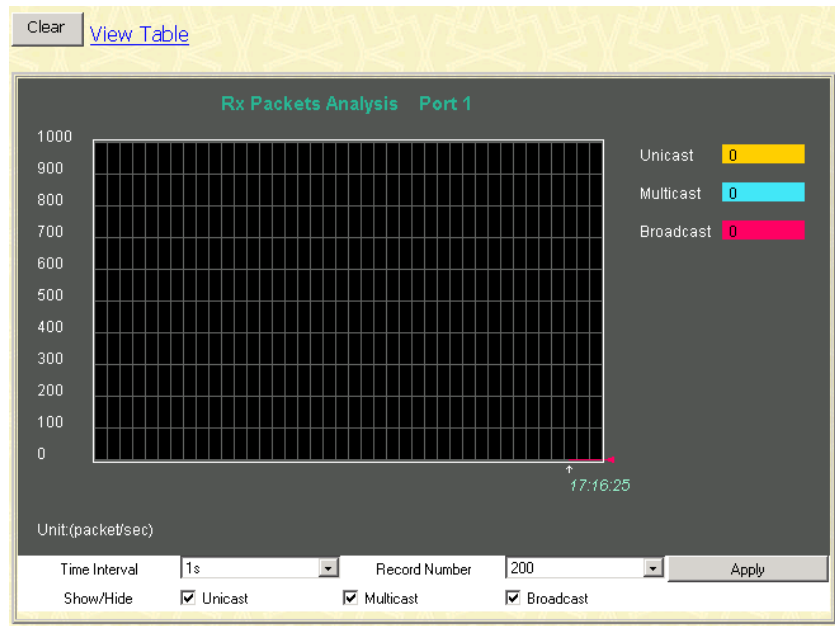 Clear View Table
Rx Packets Analysis Port 1
1000
900
800
700
600
500
400
300
200
100
0
Unicast 0
Multicast 0
Broadcast 0
17:16:25
Unit:(packet/sec)
Time Interval 1s Record Number 200 Apply
Show/Hide Unicast Multicast Broadcast